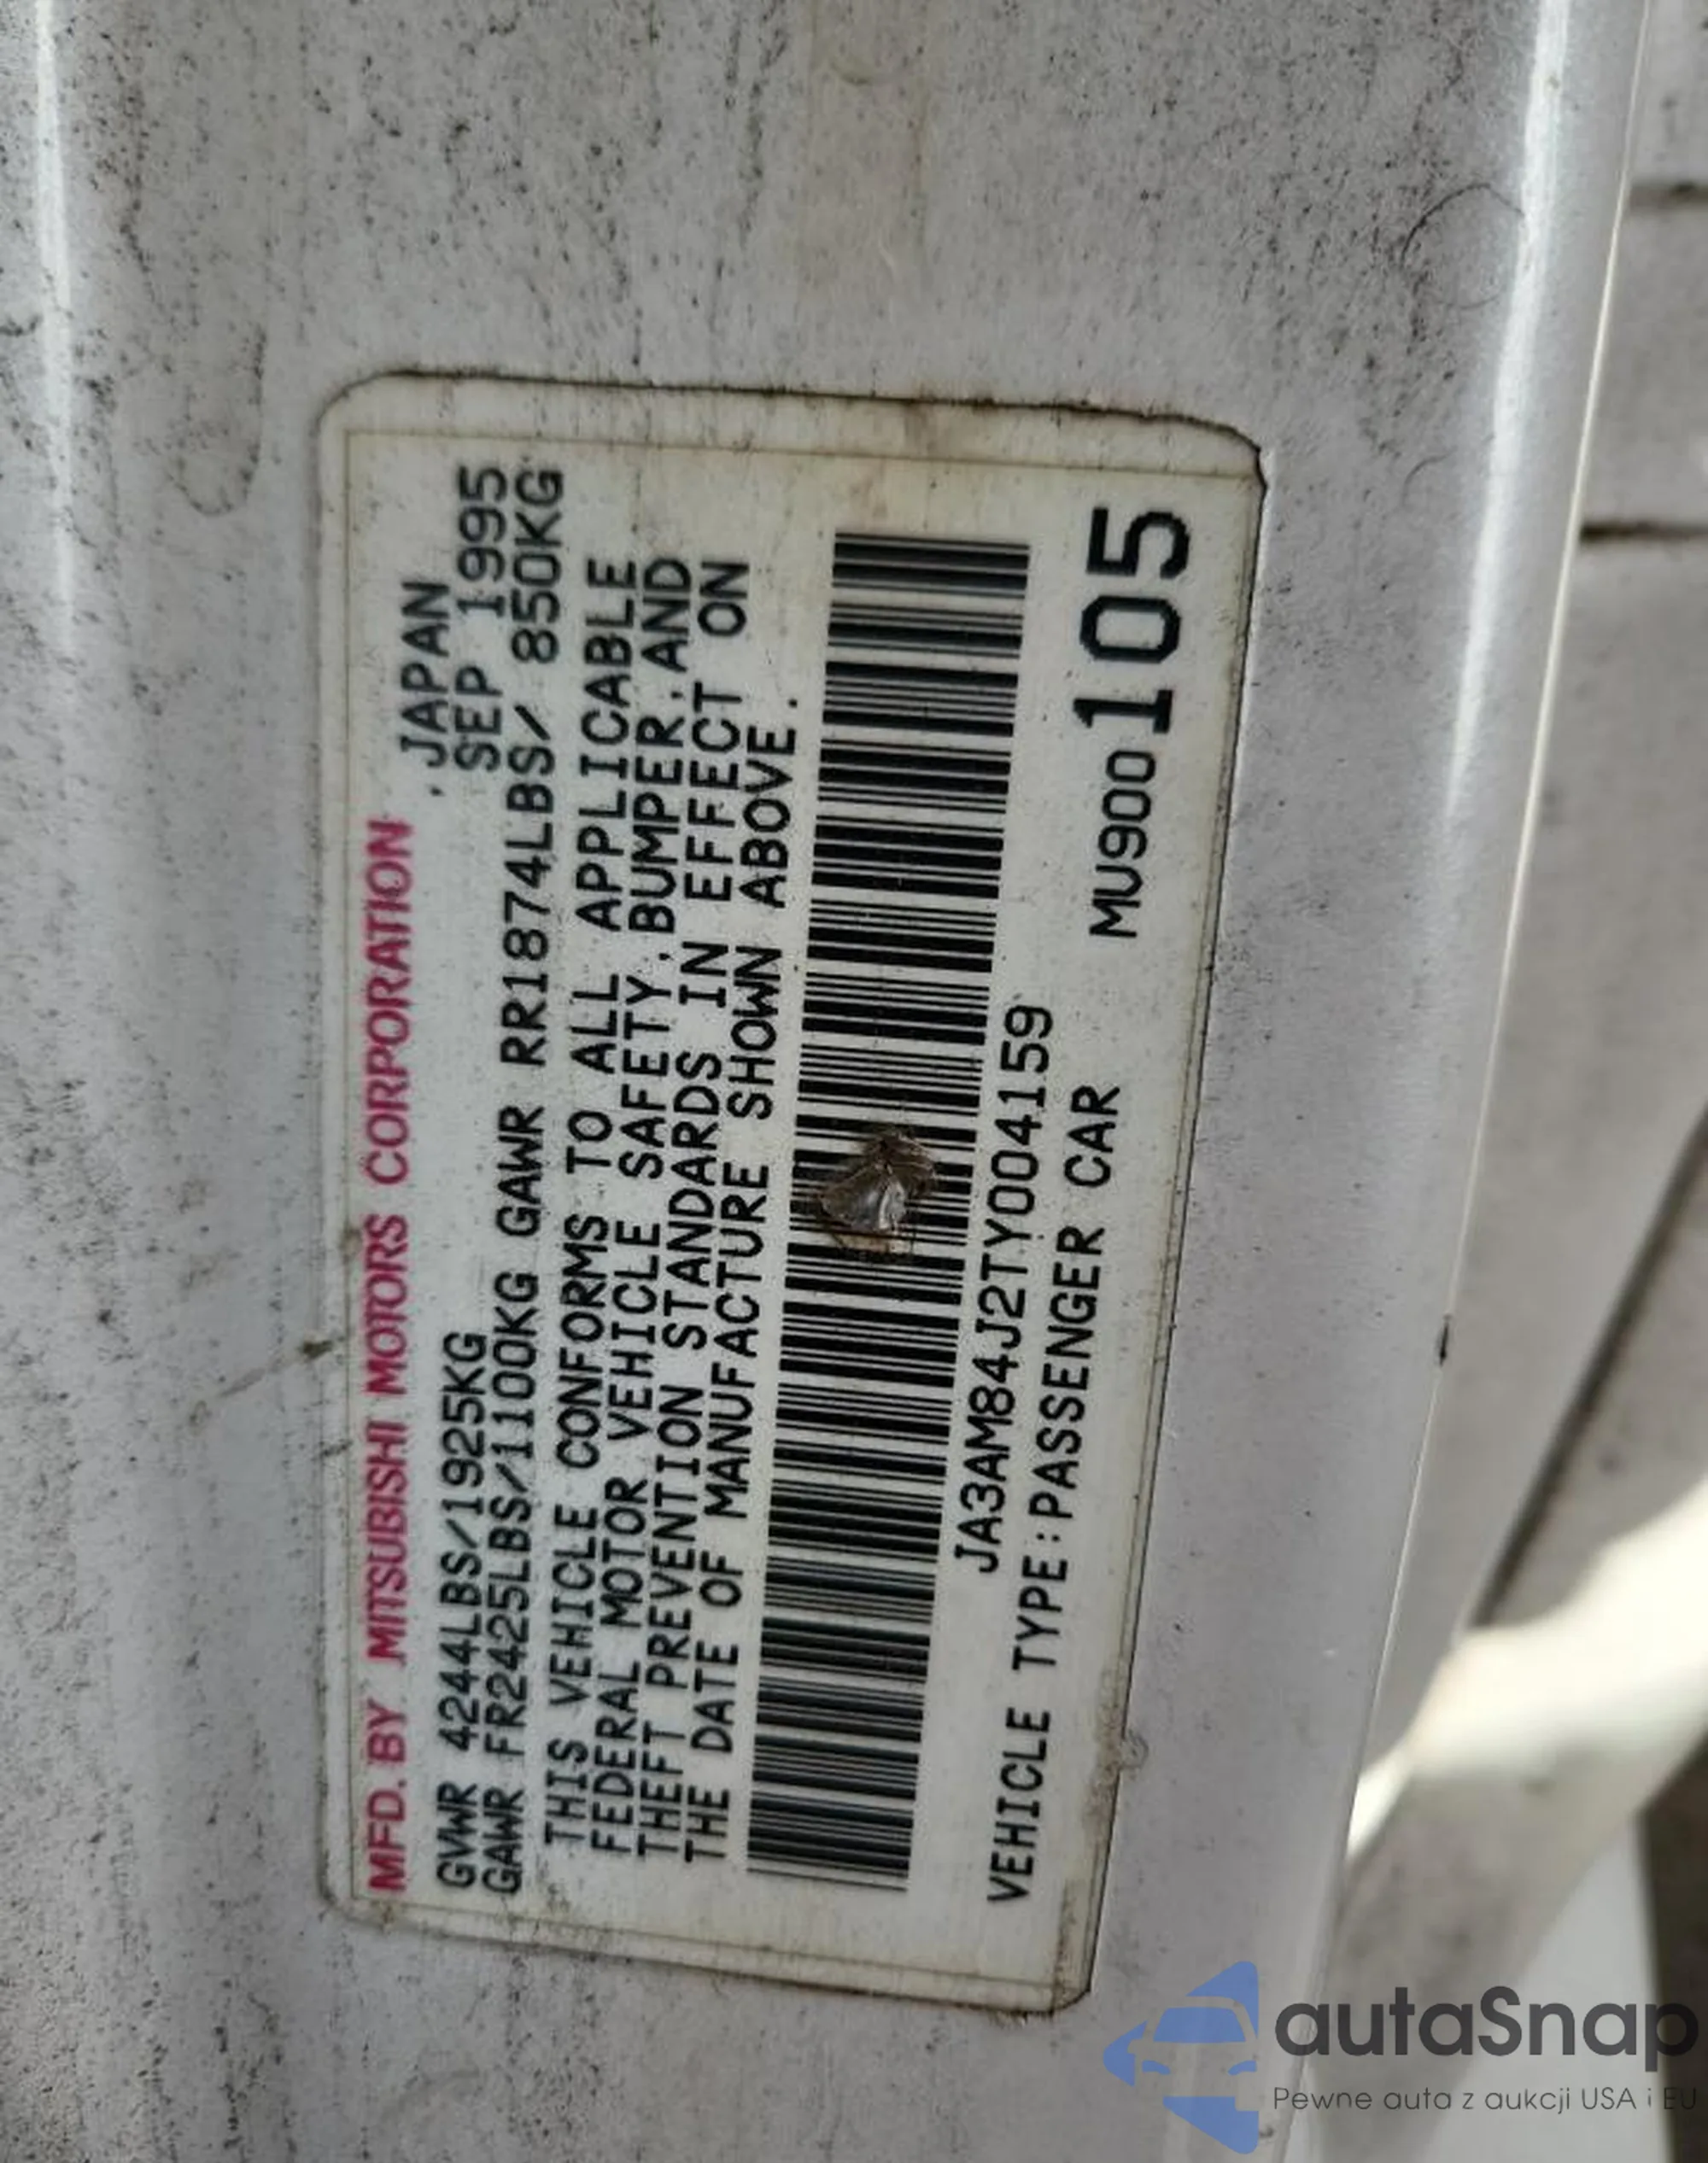 MFD. BY MITSUBISHI MOTORS CORPORATION, JAPAN
GVWR 4244LBS/1925KG SEP 1995
GAWR FR2425LBS/1100KG GAWR RR1874LBS/ 850KG
THIS VEHICLE CONFORMS TO ALL APPLICABLE
FEDERAL MOTOR VEHICLE SAFETY, BUMPER, AND
THEFT PREVENTION STANDARDS IN EFFECT ON
THE DATE OF MANUFACTURE SHOWN ABOVE.
JA3AM84J2TY004159
VEHICLE TYPE:PASSENGER CAR MU900105
autaSnap
Pewne auta z aukcji USA i EU